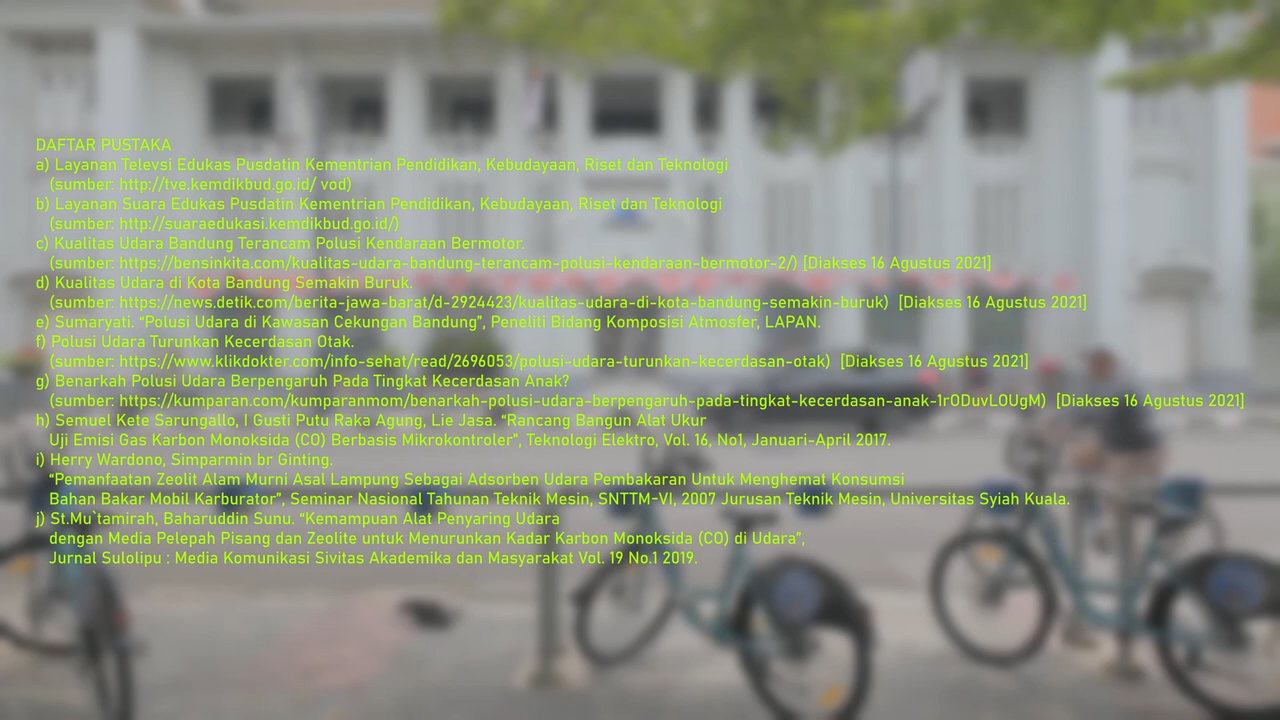 DAFTAR PUSTAKA
a) Layanan Televsi Edukas Pusdatin Kementrian Pendidikan, Kebudayaan, Riset dan Teknologi
(sumber: http://tve.kemdikbud.go.id/ vod)
b) Layanan Suara Edukas Pusdatin Kementrian Pendidikan, Kebudayaan, Riset dan Teknologi
(sumber: http://suaraedukasi.kemdikbud.go.id/)
c) Kualitas Udara Bandung Terancam Polusi Kendaraan Bermotor.
(sumber: https://bensinkita.com/kualitas-udara-bandung-terancam-polusi-kendaraan-bermotor-2/) [Diakses 16 Agustus 2021]
d) Kualitas Udara di Kota Bandung Semakin Buruk.
(sumber: https://news.detik.com/berita-jawa-barat/d-2924423/kualitas-udara-di-kota-bandung-semakin-buruk) [Diakses 16 Agustus 2021]
e) Sumaryati. “Polusi Udara di Kawasan Cekungan Bandung”, Peneliti Bidang Komposisi Atmosfer, LAPAN.
f) Polusi Udara Turunkan Kecerdasan Otak.
(sumber: https://www.klikdokter.com/info-sehat/read/2696053/polusi-udara-turunkan-kecerdasan-otak) [Diakses 16 Agustus 2021]
g) Benarkah Polusi Udara Berpengaruh Pada Tingkat Kecerdasan Anak?
(sumber: https://kumparan.com/kumparanmom/benarkah-polusi-udara-berpengaruh-pada-tingkat-kecerdasan-anak-1rODuvLOUgM) [Diakses 16 Agustus 2021]
h) Semuel Kete Sarungallo, I Gusti Putu Raka Agung, Lie Jasa. “Rancang Bangun Alat Ukur
Uji Emisi Gas Karbon Monoksida (CO) Berbasis Mikrokontroler”, Teknologi Elektro, Vol. 16, No1, Januari-April 2017.
i) Herry Wardono, Simparmin br Ginting.
“Pemanfaatan Zeolit Alam Murni Asal Lampung Sebagai Adsorben Udara Pembakaran Untuk Menghemat Konsumsi
Bahan Bakar Mobil Karburator”, Seminar Nasional Tahunan Teknik Mesin, SNTTM-VI, 2007 Jurusan Teknik Mesin, Universitas Syiah Kuala.
j) St.Mu`tamirah, Baharuddin Sunu. “Kemampuan Alat Penyaring Udara
dengan Media Pelepah Pisang dan Zeolite untuk Menurunkan Kadar Karbon Monoksida (CO) di Udara”,
Jurnal Sulolipu : Media Komunikasi Sivitas Akademika dan Masyarakat Vol. 19 No.1 2019.